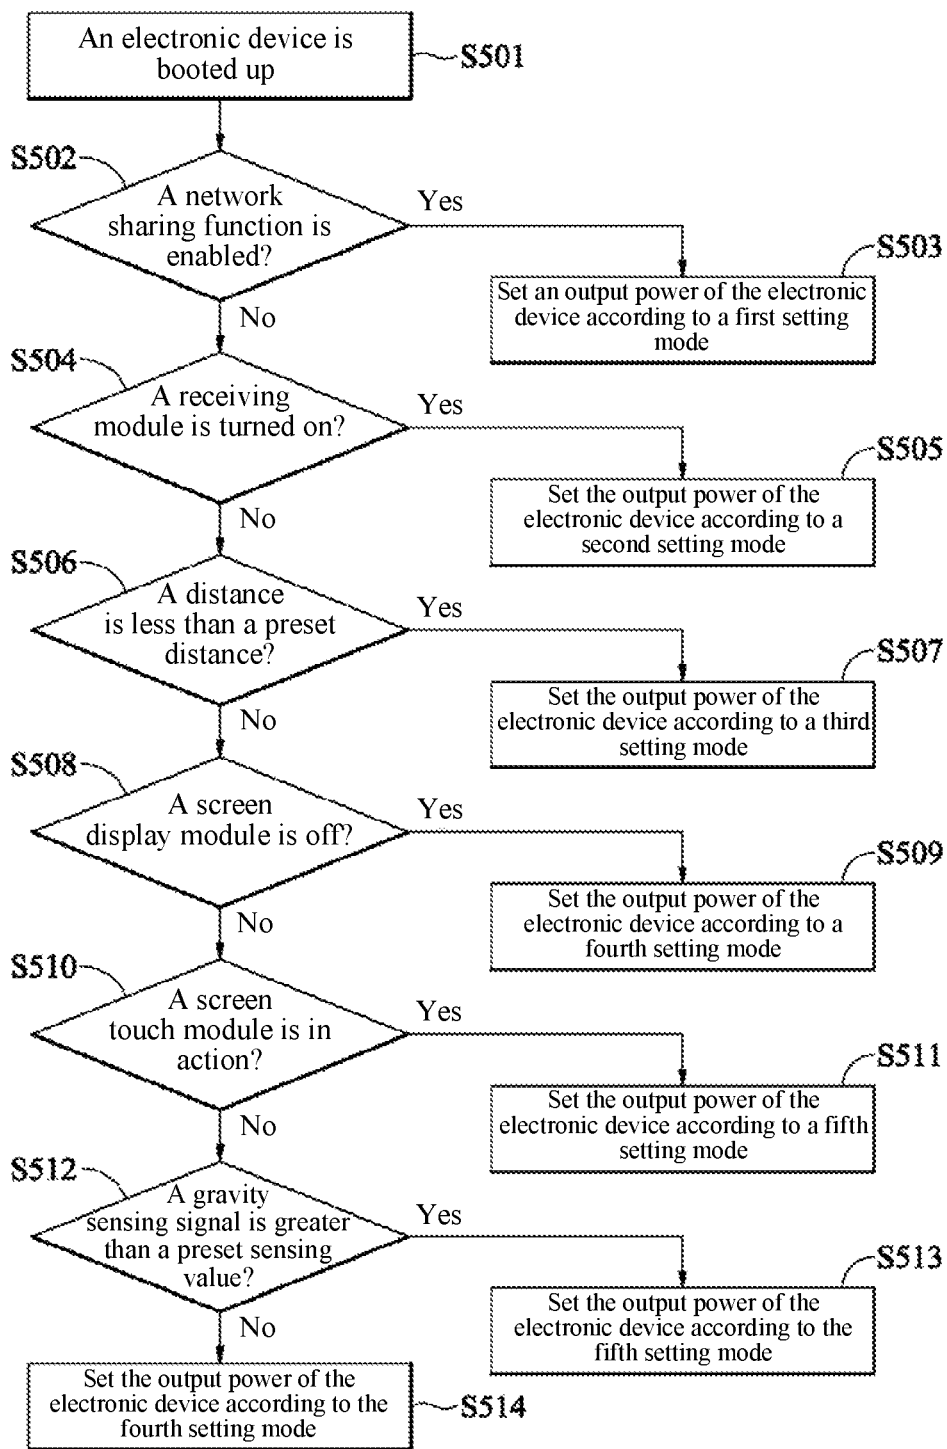 An electronic device is
booted up
S501
S502
A network
sharing function is
enabled?
Yes
No
S503
Set an output power of the electronic
device according to a first setting
mode
S504
A receiving
module is turned on?
Yes
No
S505
Set the output power of the
electronic device according to a
second setting mode
S506
A distance
is less than a preset
distance?
Yes
No
S507
Set the output power of the
electronic device according to a third
setting mode
S508
A screen
display module is off?
Yes
No
S509
Set the output power of the
electronic device according to a
fourth setting mode
S510
A screen
touch module is in
action?
Yes
No
S511
Set the output power of the
electronic device according to a fifth
setting mode
S512
A gravity
sensing signal is greater
than a preset sensing
value?
Yes
No
S513
Set the output power of the
electronic device according to the
fifth setting mode
Set the output power of the
electronic device according to the
fourth setting mode
S514